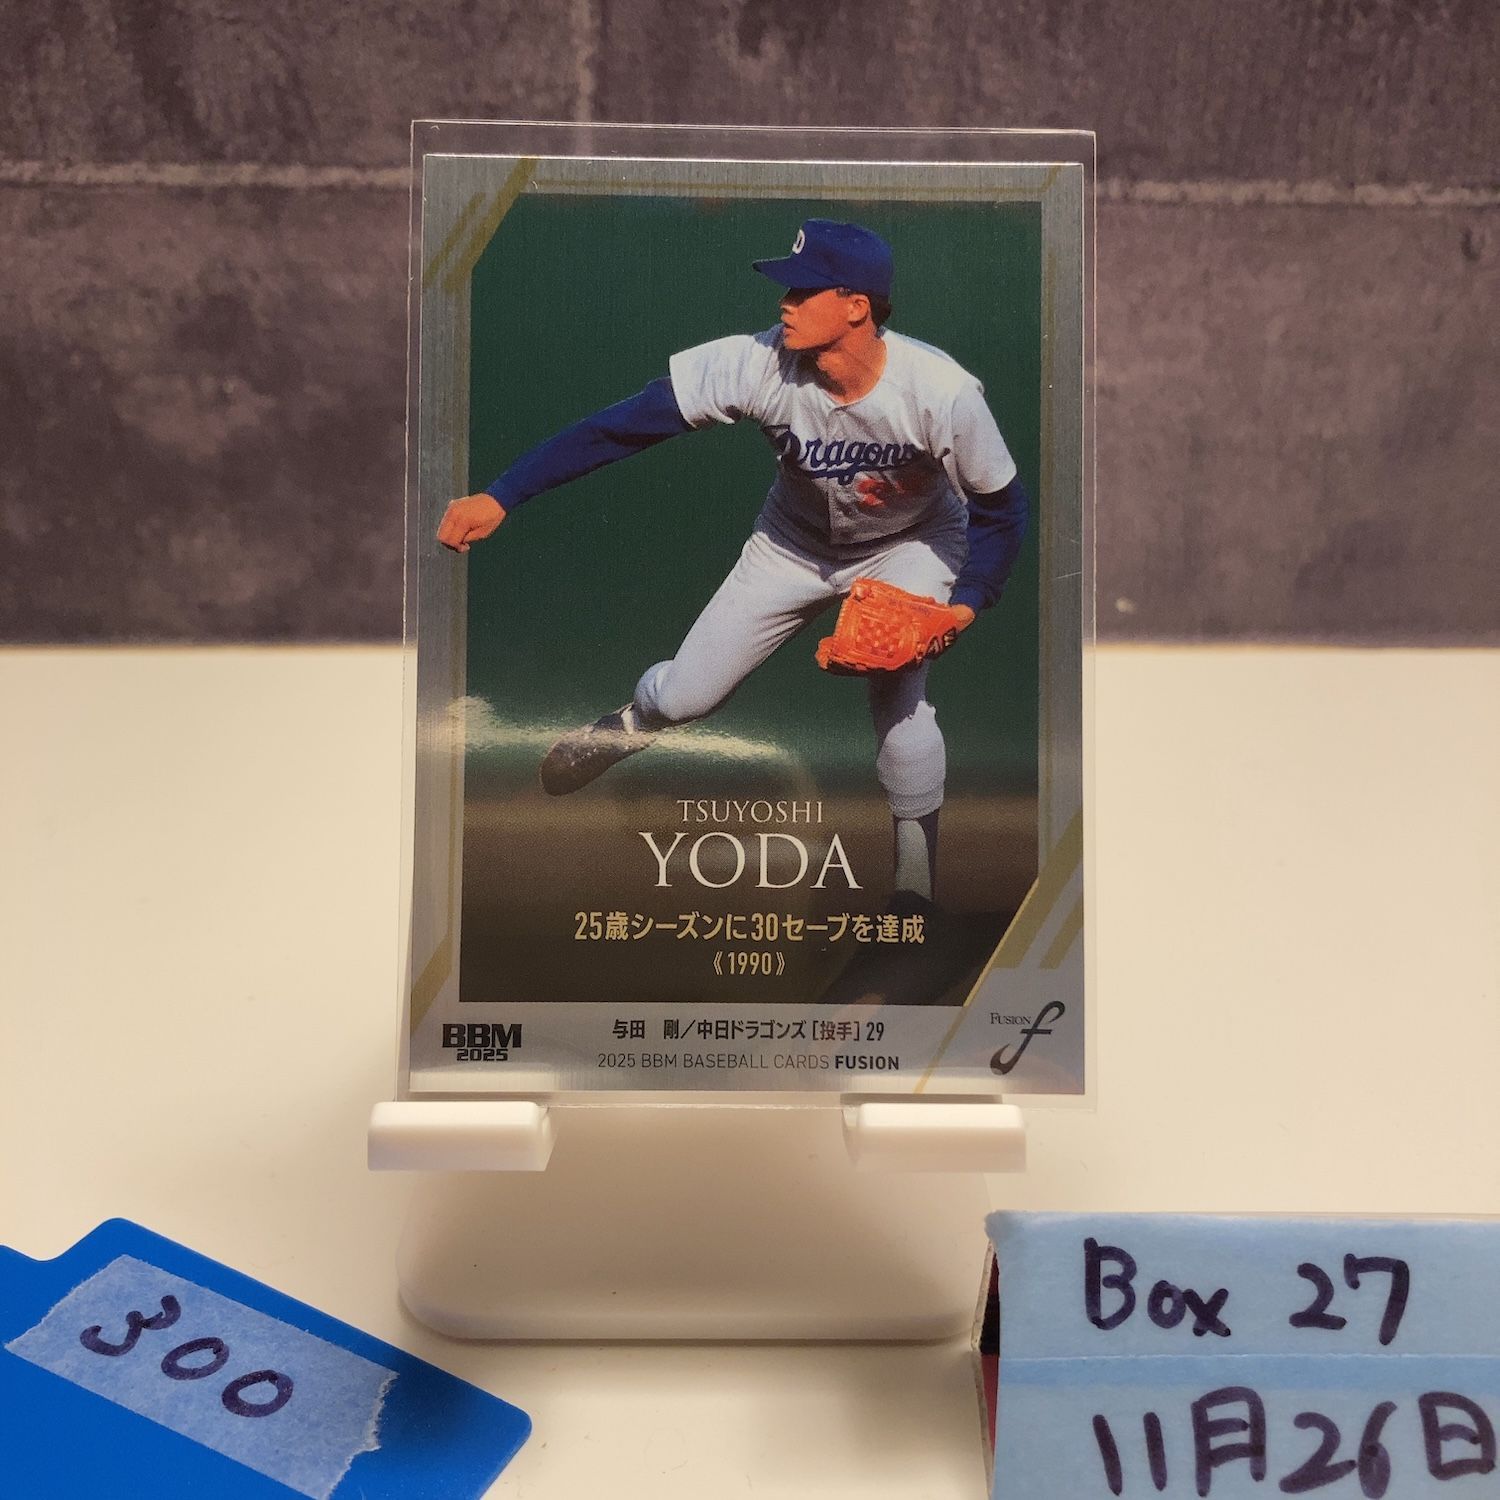 D
Dragons
TSUYOSHI
YODA
25歳シーズンに30セーブを達成
《1990》
BBM
2025
与田 剛／中日ドラゴンズ [投手] 29
2025 BBM BASEBALL CARDS FUSION
FUSION
f
300
Box 27
11月26日